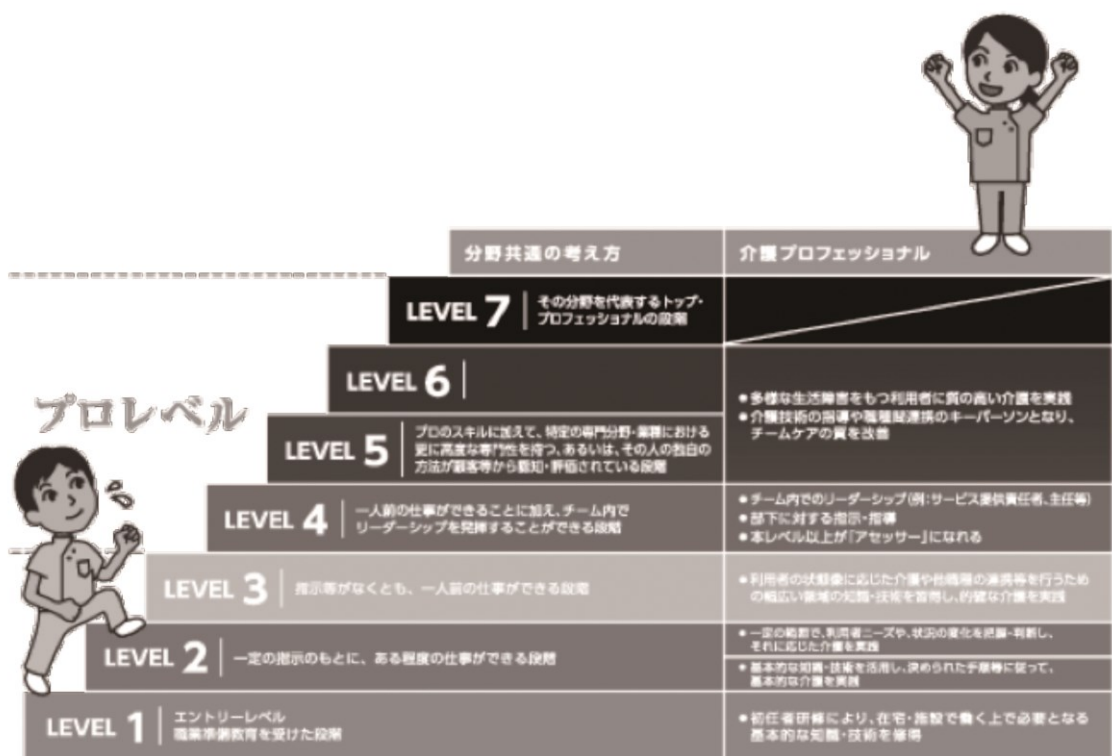 分野共通の考え方
介護プロフェッショナル
LEVEL 7
その分野を代表するトップ・
プロフェッショナルの段階
LEVEL 6
プロレベル
LEVEL 5
プロのスキルに加えて、特定の専門分野・業種における
更に高度な専門性を持つ、あるいは、その人の独自の
方法が顧客等から認知・評価されている段階
●多様な生活障害をもつ利用者に質の高い介護を実践
●介護技術の指導や職種間連携のキーパーソンとなり、
チームケアの質を改善
LEVEL 4
一人前の仕事ができることに加え、チーム内で
リーダーシップを発揮することができる段階
●チーム内でのリーダーシップ(例:サービス提供責任者、主任等)
●部下に対する指示・指導
●本レベル以上が「アセッサー」になれる
LEVEL 3
指示等がなくとも、一人前の仕事ができる段階
●利用者の状態像に応じた介護や他職種の連携等を行うため
の幅広い領域の知識・技術を習得し、的確な介護を実践
LEVEL 2
一定の指示のもとに、ある程度の仕事ができる段階
●一定の範囲で、利用者ニーズや、状況の変化を把握・判断し、
それに応じた介護を実践
●基本的な知識・技術を活用し、決められた手順等に従って、
基本的な介護を実践
LEVEL 1
エントリーレベル
職業準備教育を受けた段階
●初任者研修により、在宅・施設で働く上で必要となる
基本的な知識・技術を修得